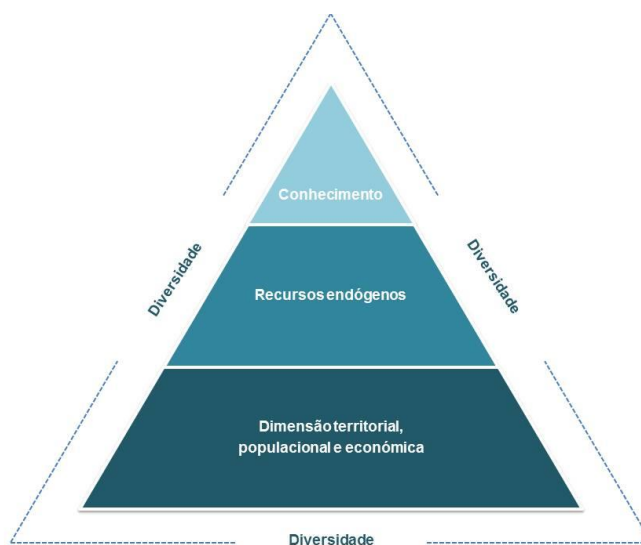 Conhecimento
Diversidade
Diversidade
Recursos endógenos
Dimensão territorial,
populacional e económica
Diversidade